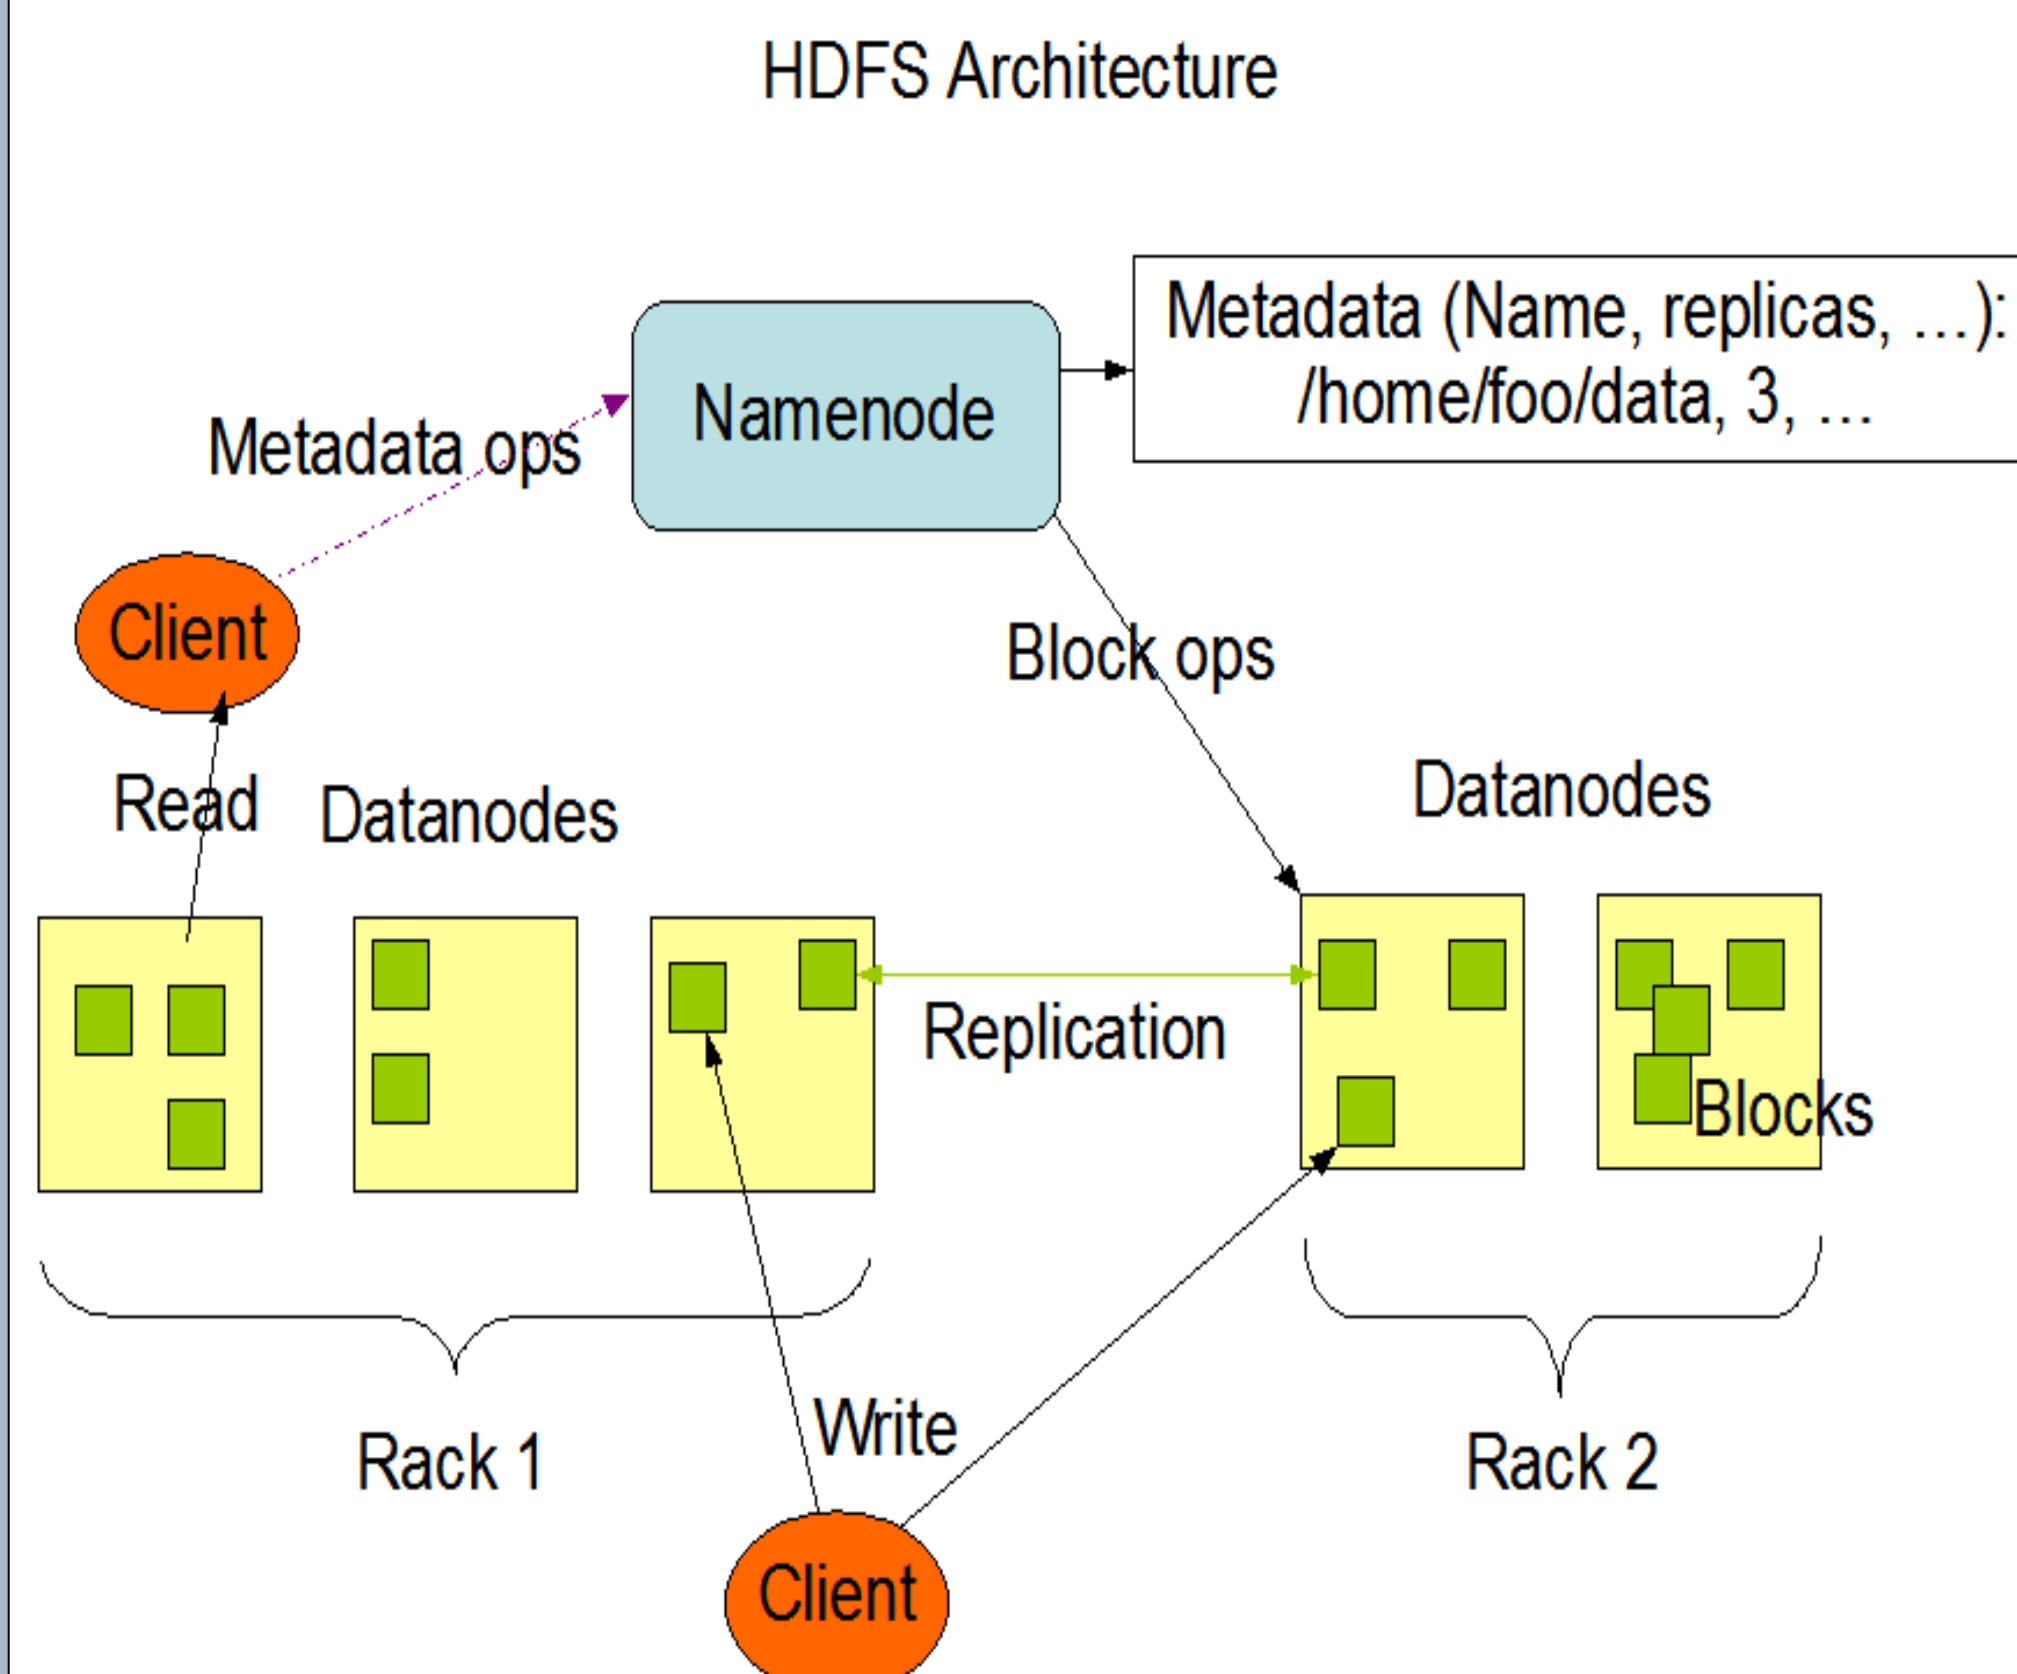 HDFS Architecture
Metadata (Name, replicas, ...):
/home/foo/data, 3, ...
Namenode
Metadata ops
Client
Block ops
Read
Datanodes
Datanodes
Replication
Blocks
Write
Rack 1
Rack 2
Client